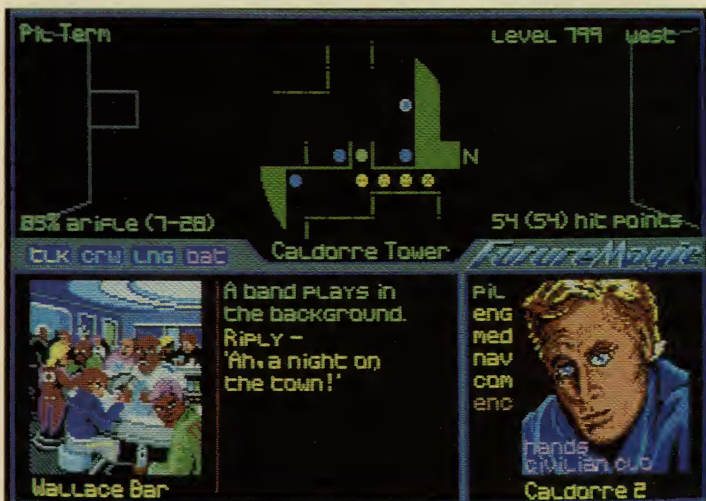 Pic-Term
Level 799 west
N
85% arifle (7-28)
54 (54) hit points
tlk crw lng bat
Caldorre Tower
FutureMagic
A band plays in
the background.
Riply -
'Ah, a night on
the town!'
Wallace Bar
pil
eng
med
nav
com
enc
hands
civilian clo
Caldorre 2